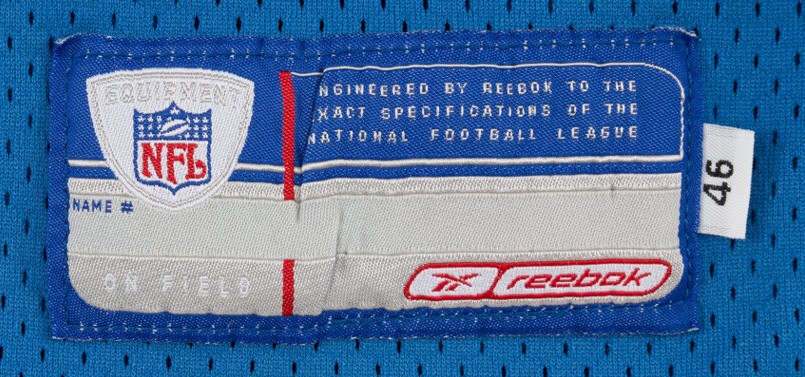 EQUIPMENT
NFL
NGINEERED BY REEBOK TO THE
XACT SPECIFICATIONS OF THE
NATIONAL FOOTBALL LEAGUE
NAME #
ON FIELD
Reebok
46